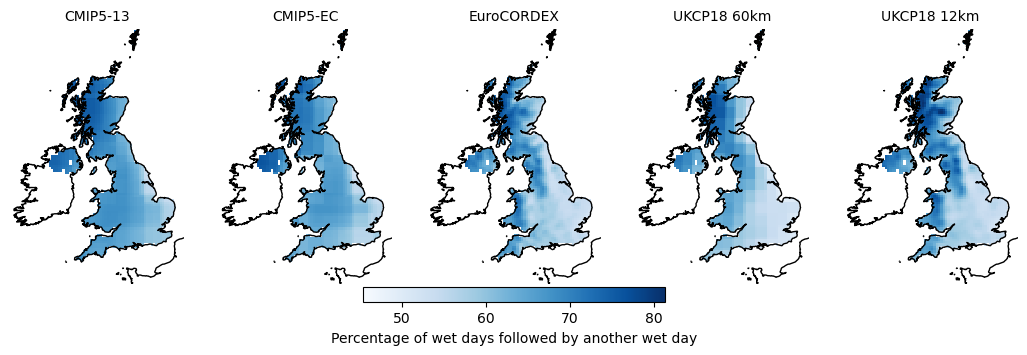 CMIP5-13 CMIP5-EC EuroCORDEX UKCP18 60km UKCP18 12km
50 60 70 80
Percentage of wet days followed by another wet day